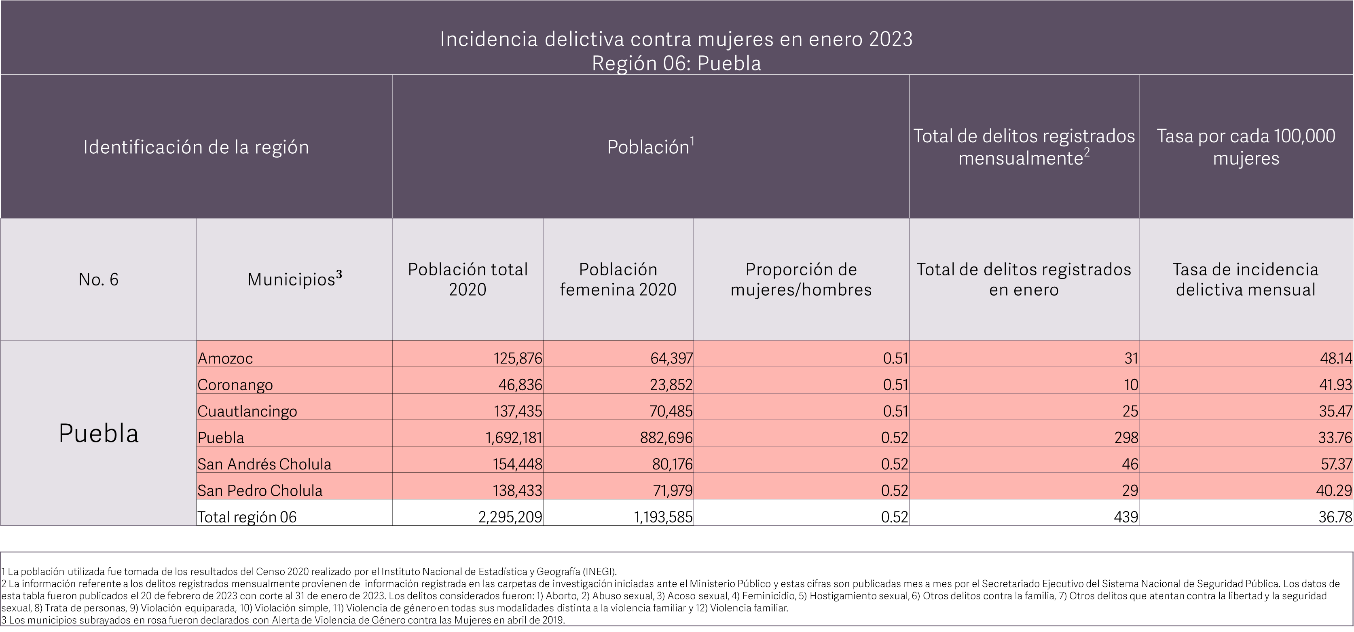 Incidencia delictiva contra mujeres en enero 2023
Región 06: Puebla
Identificación de la región
Población1
Total de delitos registrados
mensualmente2
Tasa por cada 100,000
mujeres
No. 6
Municipios3
Población total
2020
Población
femenina 2020
Proporción de
mujeres/hombres
Total de delitos registrados
en enero
Tasa de incidencia
delictiva mensual
Puebla
Amozoc 125,876 64,397 0.51 31 48.14
Coronango 46,836 23,852 0.51 10 41.93
Cuautlancingo 137,435 70,485 0.51 25 35.47
Puebla 1,692,181 882,696 0.52 298 33.76
San Andrés Cholula 154,448 80,176 0.52 46 57.37
San Pedro Cholula 138,433 71,979 0.52 29 40.29
Total región 06 2,295,209 1,193,585 0.52 439 36.78
1 La población utilizada fue tomada de los resultados del Censo 2020 realizado por el Instituto Nacional de Estadística y Geografía (INEGI).
2 La información referente a los delitos registrados mensualmente provienen de información registrada en las carpetas de investigación iniciadas ante el Ministerio Público y estas cifras son publicadas mes a mes por el Secretariado Ejecutivo del Sistema Nacional de Seguridad Pública. Los datos de
esta tabla fueron publicados el 20 de febrero de 2023 con corte al 31 de enero de 2023. Los delitos considerados fueron: 1) Aborto, 2) Abuso sexual, 3) Acoso sexual, 4) Feminicidio, 5) Hostigamiento sexual, 6) Otros delitos contra la familia, 7) Otros delitos que atentan contra la libertad y la seguridad
sexual, 8) Trata de personas, 9) Violación equiparada, 10) Violación simple, 11) Violencia de género en todas sus modalidades distinta a la violencia familiar y 12) Violencia familiar.
3 Los municipios subrayados en rosa fueron declarados con Alerta de Violencia de Género contra las Mujeres en abril de 2019.